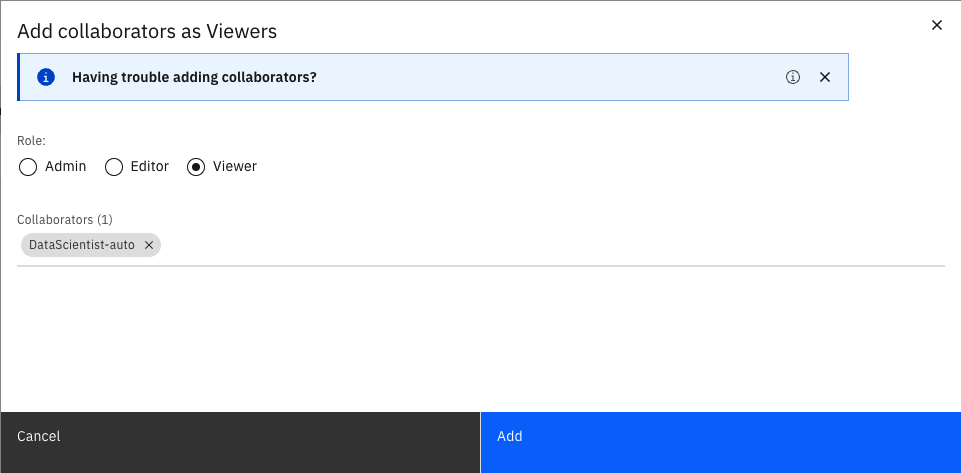 Add collaborators as Viewers
Having trouble adding collaborators?
Role:
Admin Editor Viewer
Collaborators (1)
DataScientist-auto
Cancel Add